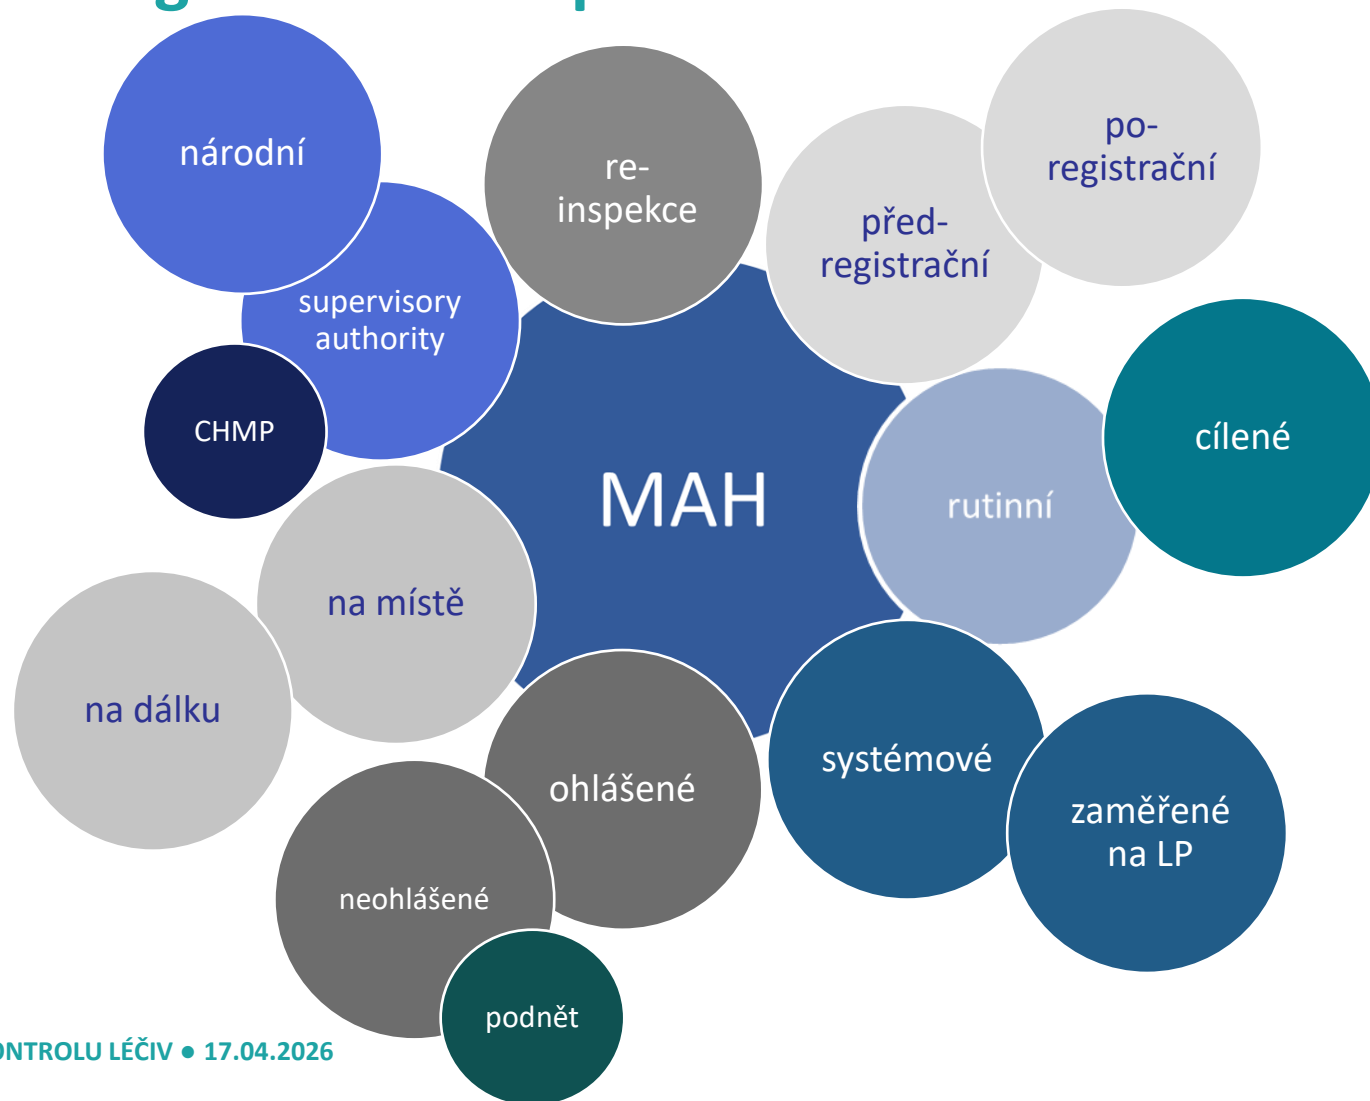 národní
re-
inspekce
po-
registrační
před-
registrační
supervisory
authority
CHMP
MAH
rutinní
cílené
na místě
na dálku
ohlášené
systémové
zaměřené
na LP
neohlášené
podnět
LÉČIV ● 17.04.2026